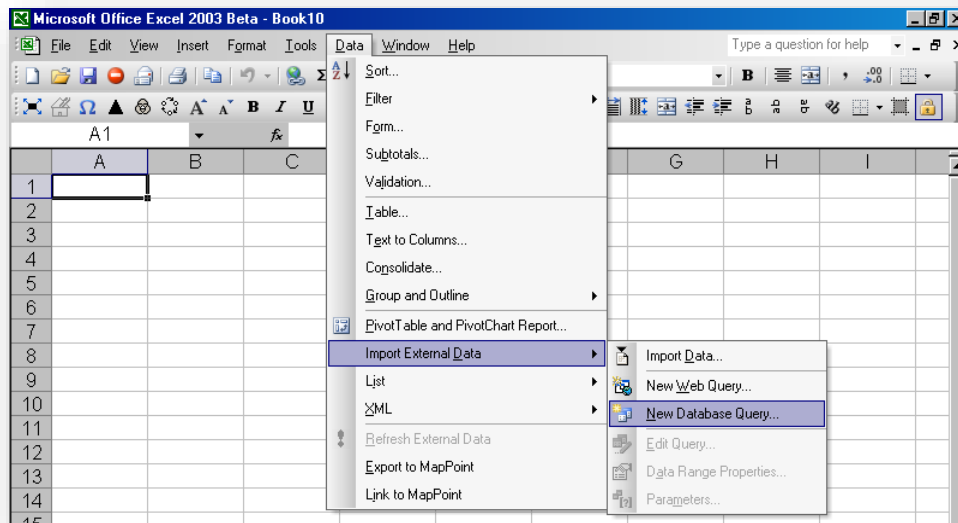 Microsoft Office Excel 2003 Beta - Book10
File Edit View Insert Format Tools Data Window Help Type a question for help
B
Ω A A B I U
A1 fx
A B C G H I
1
2
3
4
5
6
7
8
9
10
11
12
13
14
Sort...
Filter
Form...
Subtotals...
Validation...
Table...
Text to Columns...
Consolidate...
Group and Outline
PivotTable and PivotChart Report...
Import External Data
List
XML
Refresh External Data
Export to MapPoint
Link to MapPoint
Import Data...
New Web Query...
New Database Query...
Edit Query...
Data Range Properties...
Parameters...